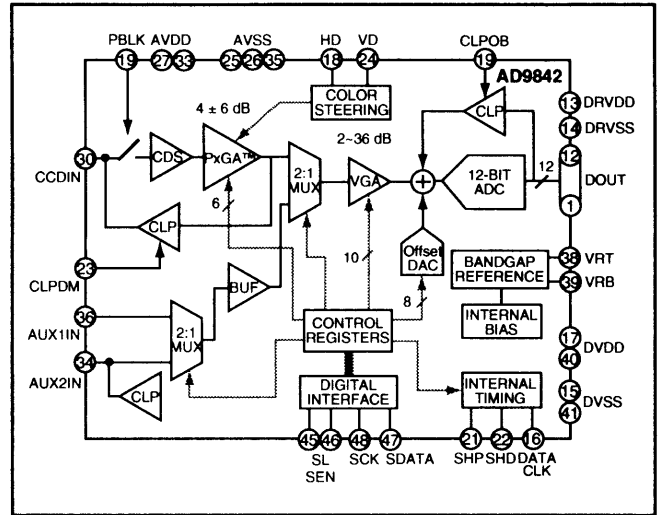 PBLK AVDD AVSS HD VD CLPOB
19 27 33 25 26 35 18 24 19 AD9842
COLOR
STEERING
4 ± 6 dB
2~36 dB
CLP
13 DRVDD
14 DRVSS
30
CCDIN
CDS
PxGA™
2:1
MUX
VGA
12-BIT
ADC
12
12
DOUT
1
6
10
8
CLP
Offset
DAC
BANDGAP
REFERENCE
38 VRT
39 VRB
23
CLPDM
BUF
INTERNAL
BIAS
36
AUX1IN
2:1
MUX
CONTROL
REGISTERS
17
DVDD
40
34
AUX2IN
CLP
DIGITAL
INTERFACE
INTERNAL
TIMING
15
DVSS
41
45 46 48 47 21 22 16
SL SCK SDATA SHP SHD DATA
SEN CLK